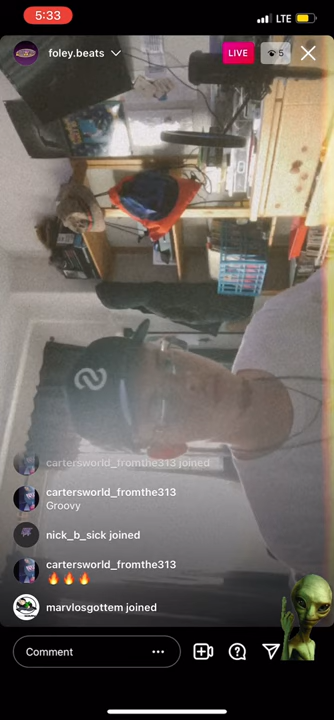 5:33
LTE
foley.beats
LIVE
5
cartersworld_fromthe313 joined
cartersworld_fromthe313
Groovy
nick_b_sick joined
cartersworld_fromthe313
🔥🔥🔥
marvlosgottem joined
Comment